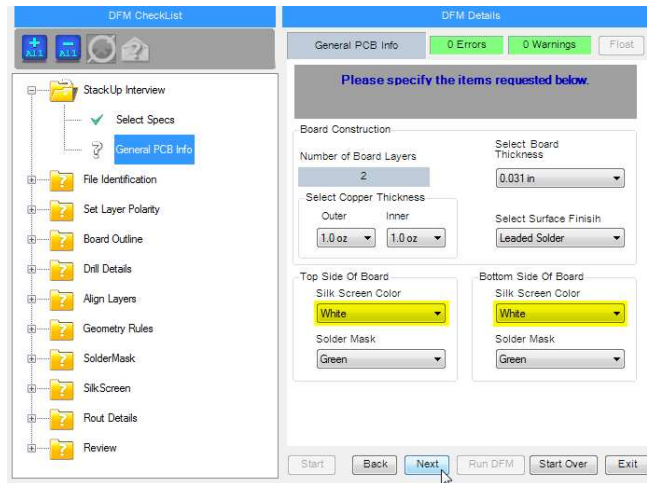 DFM CheckList
All
All
StackUp Interview
Select Specs
General PCB Info
File Identification
Set Layer Polarity
Board Outline
Drill Details
Align Layers
Geometry Rules
SolderMask
SilkScreen
Rout Details
Review
DFM Details
General PCB Info 0 Errors 0 Warnings Float
Please specify the items requested below.
Board Construction
Number of Board Layers
2
Select Board
Thickness
0.031 in
Select Copper Thickness
Outer Inner
1.0 oz 1.0 oz
Select Surface Finisih
Leaded Solder
Top Side Of Board
Silk Screen Color
White
Solder Mask
Green
Bottom Side Of Board
Silk Screen Color
White
Solder Mask
Green
Start Back Next Run DFM Start Over Exit